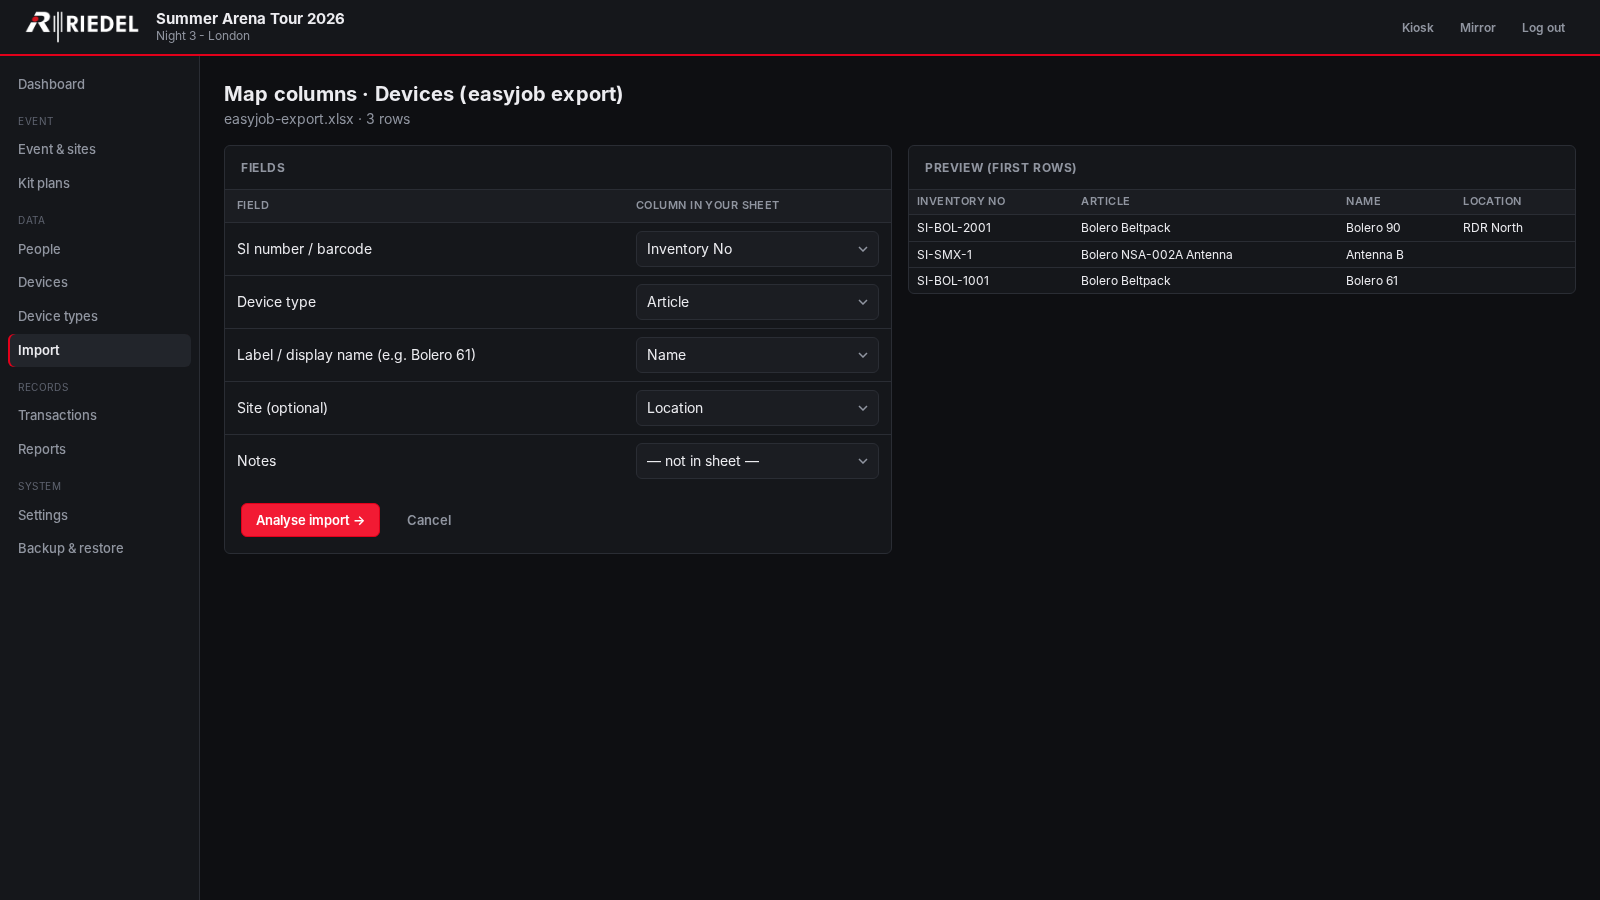 RIEDEL
Summer Arena Tour 2026
Night 3 - London
Kiosk
Mirror
Log out
Dashboard
EVENT
Event & sites
Kit plans
DATA
People
Devices
Device types
Import
RECORDS
Transactions
Reports
SYSTEM
Settings
Backup & restore
Map columns · Devices (easyjob export)
easyjob-export.xlsx · 3 rows
FIELDS
FIELD COLUMN IN YOUR SHEET
SI number / barcode Inventory No
Device type Article
Label / display name (e.g. Bolero 61) Name
Site (optional) Location
Notes — not in sheet —
Analyse import → Cancel
PREVIEW (FIRST ROWS)
INVENTORY NO ARTICLE NAME LOCATION
SI-BOL-2001 Bolero Beltpack Bolero 90 RDR North
SI-SMX-1 Bolero NSA-002A Antenna Antenna B
SI-BOL-1001 Bolero Beltpack Bolero 61